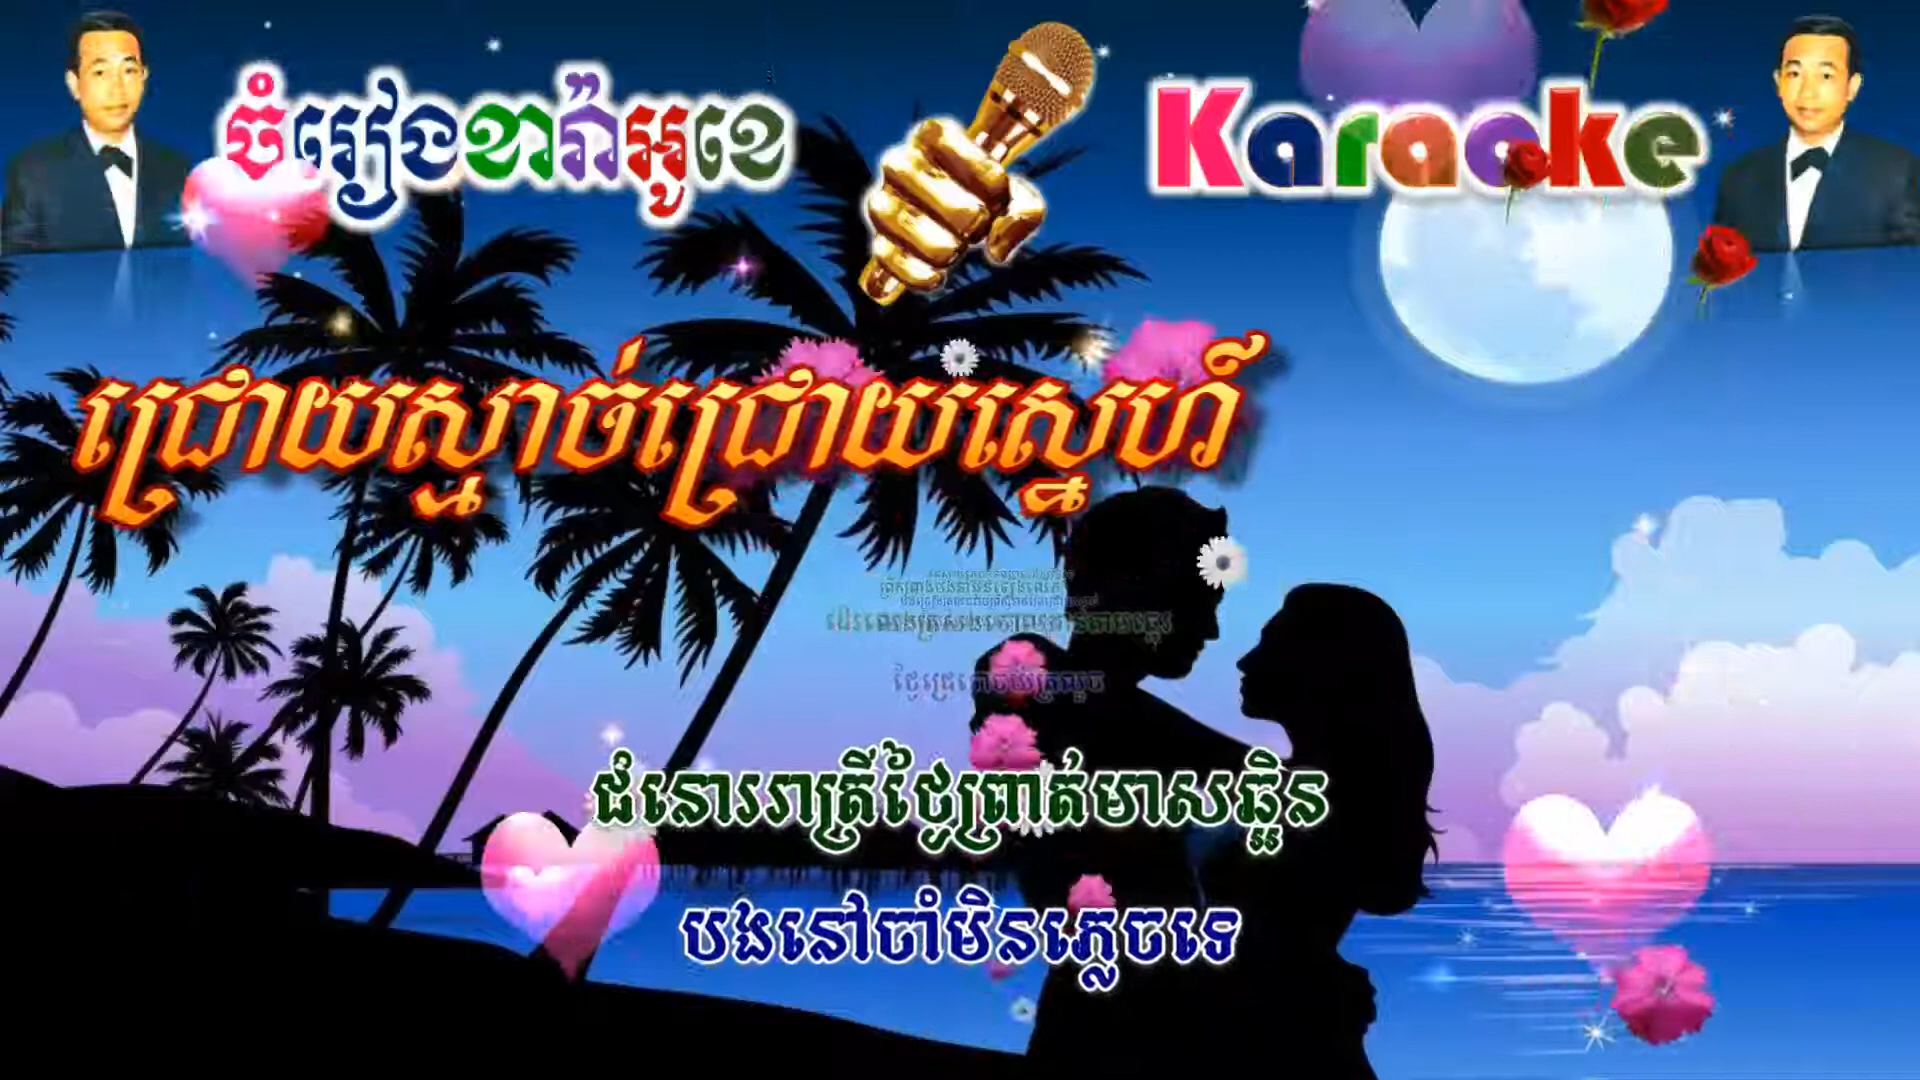 ចំរៀងខារ៉ាអូខេ Karaoke
ជ្រោយស្មាច់ជ្រោយស្នេហ៍
ជំនោររាត្រីថ្ងៃព្រាត់មាសឆ្អិន
បងនៅចាំមិនភ្លេចទេ